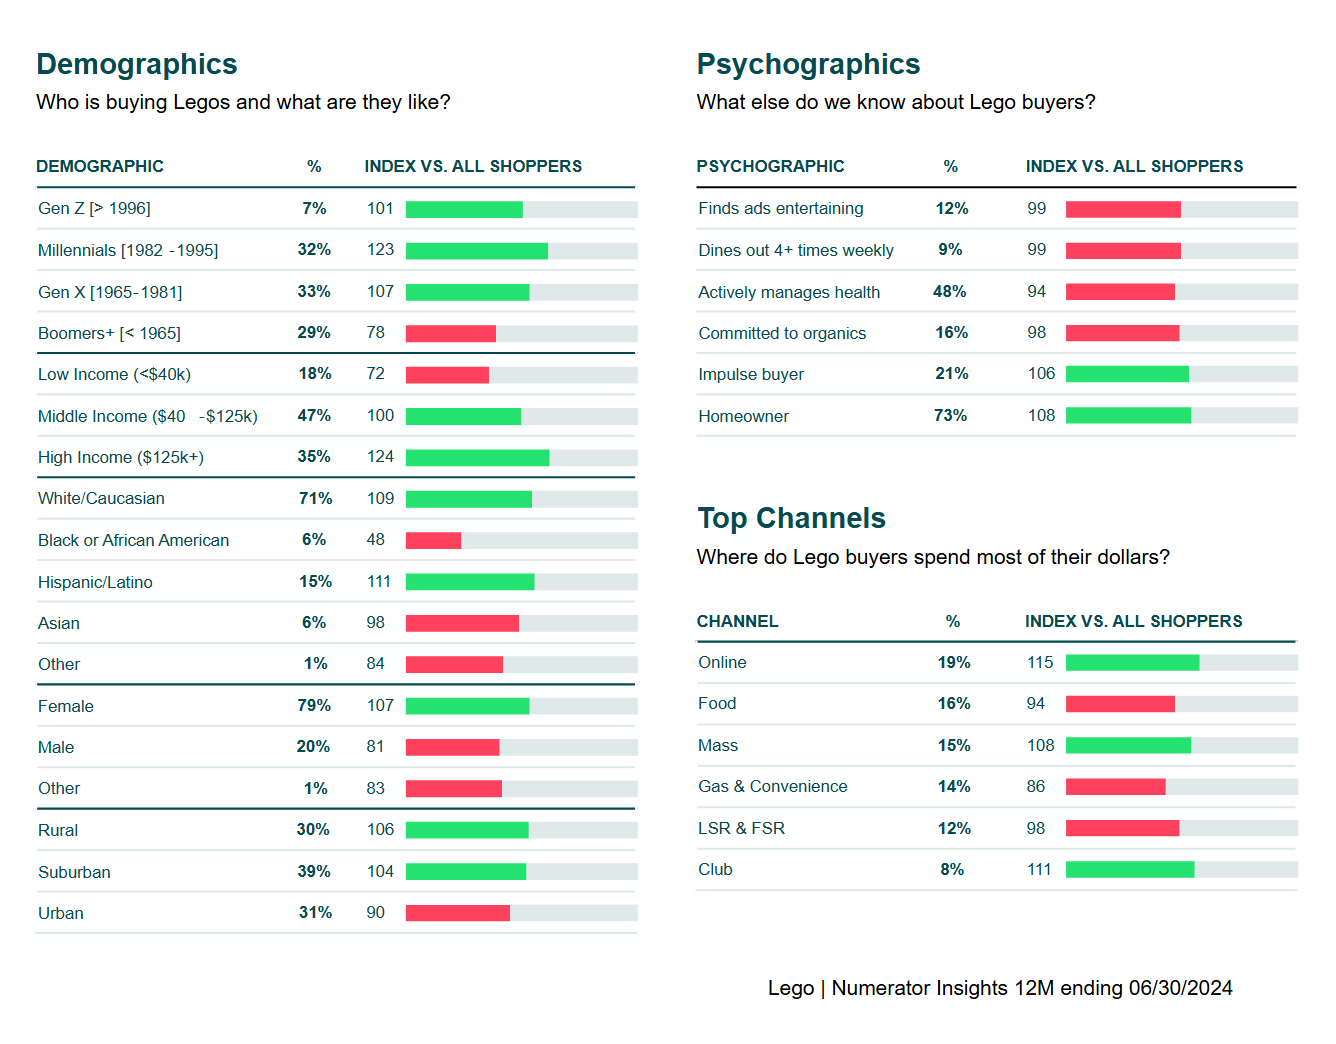 Demographics
Who is buying Legos and what are they like?
DEMOGRAPHIC % INDEX VS. ALL SHOPPERS
Gen Z [> 1996] 7% 101
Millennials [1982 -1995] 32% 123
Gen X [1965-1981] 33% 107
Boomers+ [< 1965] 29% 78
Low Income (<$40k) 18% 72
Middle Income ($40 -$125k) 47% 100
High Income ($125k+) 35% 124
White/Caucasian 71% 109
Black or African American 6% 48
Hispanic/Latino 15% 111
Asian 6% 98
Other 1% 84
Female 79% 107
Male 20% 81
Other 1% 83
Rural 30% 106
Suburban 39% 104
Urban 31% 90
Psychographics
What else do we know about Lego buyers?
PSYCHOGRAPHIC % INDEX VS. ALL SHOPPERS
Finds ads entertaining 12% 99
Dines out 4+ times weekly 9% 99
Actively manages health 48% 94
Committed to organics 16% 98
Impulse buyer 21% 106
Homeowner 73% 108
Top Channels
Where do Lego buyers spend most of their dollars?
CHANNEL % INDEX VS. ALL SHOPPERS
Online 19% 115
Food 16% 94
Mass 15% 108
Gas & Convenience 14% 86
LSR & FSR 12% 98
Club 8% 111
Lego | Numerator Insights 12M ending 06/30/2024